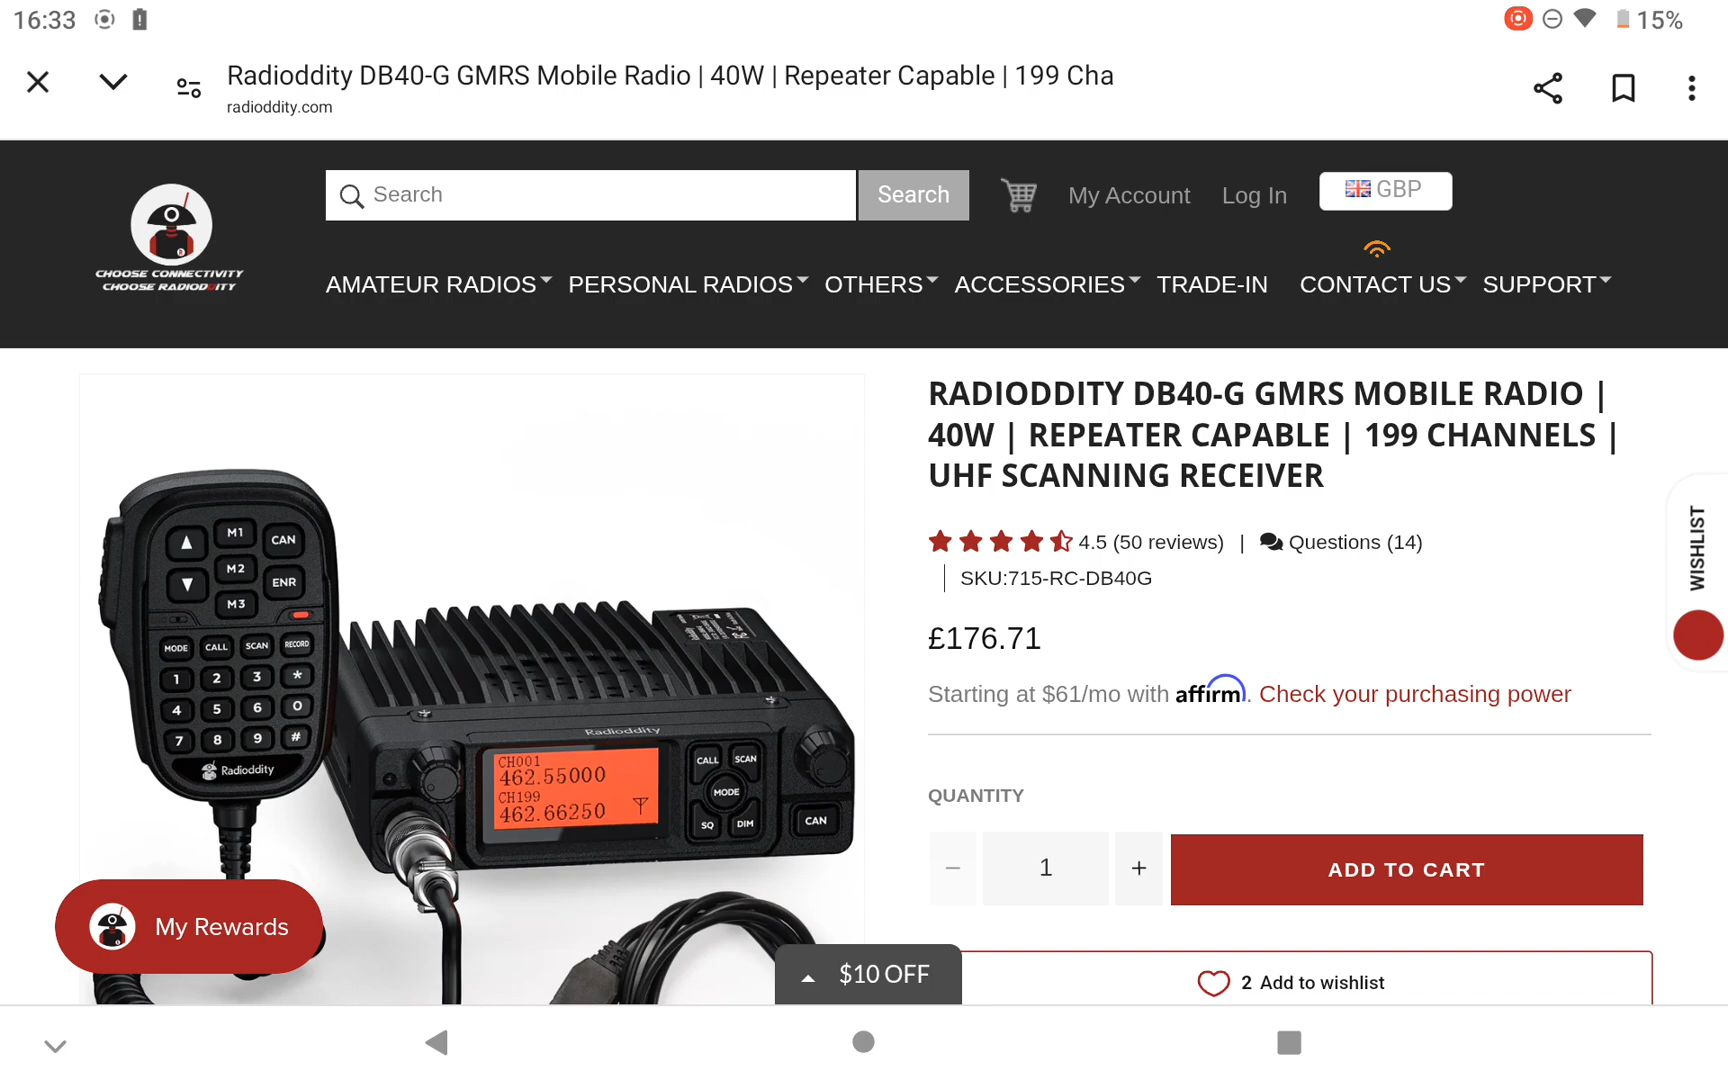 16:33
15%
Radioddity DB40-G GMRS Mobile Radio | 40W | Repeater Capable | 199 Cha
radioddity.com
Search
Search
My Account
Log In
GBP
CHOOSE CONNECTIVITY
CHOOSE RADIODDITY
AMATEUR RADIOS
PERSONAL RADIOS
OTHERS
ACCESSORIES
TRADE-IN
CONTACT US
SUPPORT
RADIODDITY DB40-G GMRS MOBILE RADIO |
40W | REPEATER CAPABLE | 199 CHANNELS |
UHF SCANNING RECEIVER
4.5 (50 reviews) | Questions (14)
| SKU:715-RC-DB40G
£176.71
Starting at $61/mo with affirm. Check your purchasing power
QUANTITY
− 1 +
ADD TO CART
2 Add to wishlist
WISHLIST
M1
CAN
M2
ENR
M3
MODE CALL SCAN RECORD
1 2 3 *
4 5 6 0
7 8 9 #
Radioddity
Radioddity
CH001
462.55000
CH199
462.66250
CALL SCAN
MODE
SQ DIM
CAN
My Rewards
$10 OFF